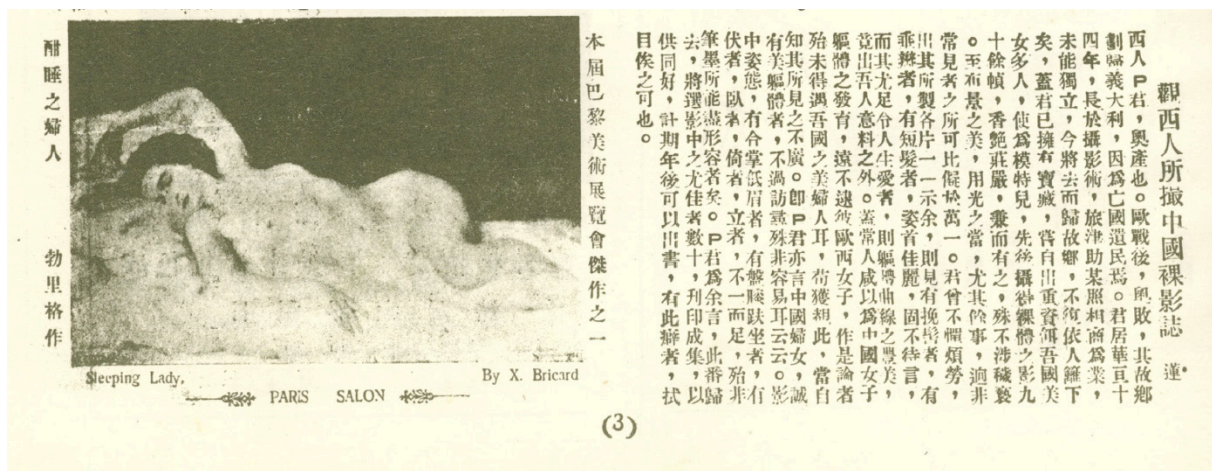 觀西人所攝中國裸影誌
西人P君，奧產也。歐戰後，奧敗，其故鄉
劃歸義大利，因爲亡國遺民焉。君居華亘十
四年，長於攝影術，旅津助某照相商爲業，
未能獨立，今將去而歸故鄉，不復依人籬下
矣，蓋君已擁有寶藏，嘗自出重資餌吾國美
女多人，使爲模特兒，先後攝得裸體之影九
十餘幀，香艷莊嚴，兼而有之，殊不涉穢褻
。至布景之美，用光之當，尤其餘事，逈非
常見者之所可比儗於萬一。君曾不憚煩勞，
出其所製各片一一示余，則見有挽髻者，有
垂辮者，有短髮者，姿首佳麗，固不待言，
而其尤足令人生愛者，則軀體曲線之豐美，
竟出吾人意料之外。蓋常人咸以爲中國女子
軀體之發育，遠不逮彼歐西女子，作是論者
殆未得遇吾國之美婦人耳，苟獲覩此，當自
知其所見之不廣。卽P君亦言中國婦女，誠
有美軀體者，不過訪覓殊非容易耳云云。影
中姿態，有合掌低眉者，有盤膝趺坐者，有
伏者，臥者，倚者，立者，不一而足，殆非
筆墨所能盡形容者矣。P君爲余言，此番歸
去，將選影中之尤佳者數十，刋印成集，以
供同好，計期年後可以出書，有此癖者，拭
目俟之可也。
本屆巴黎美術展覽會傑作之一
酣睡之婦人 勃里格作
Sleeping Lady. By X. Bricard
PARIS SALON
(3)